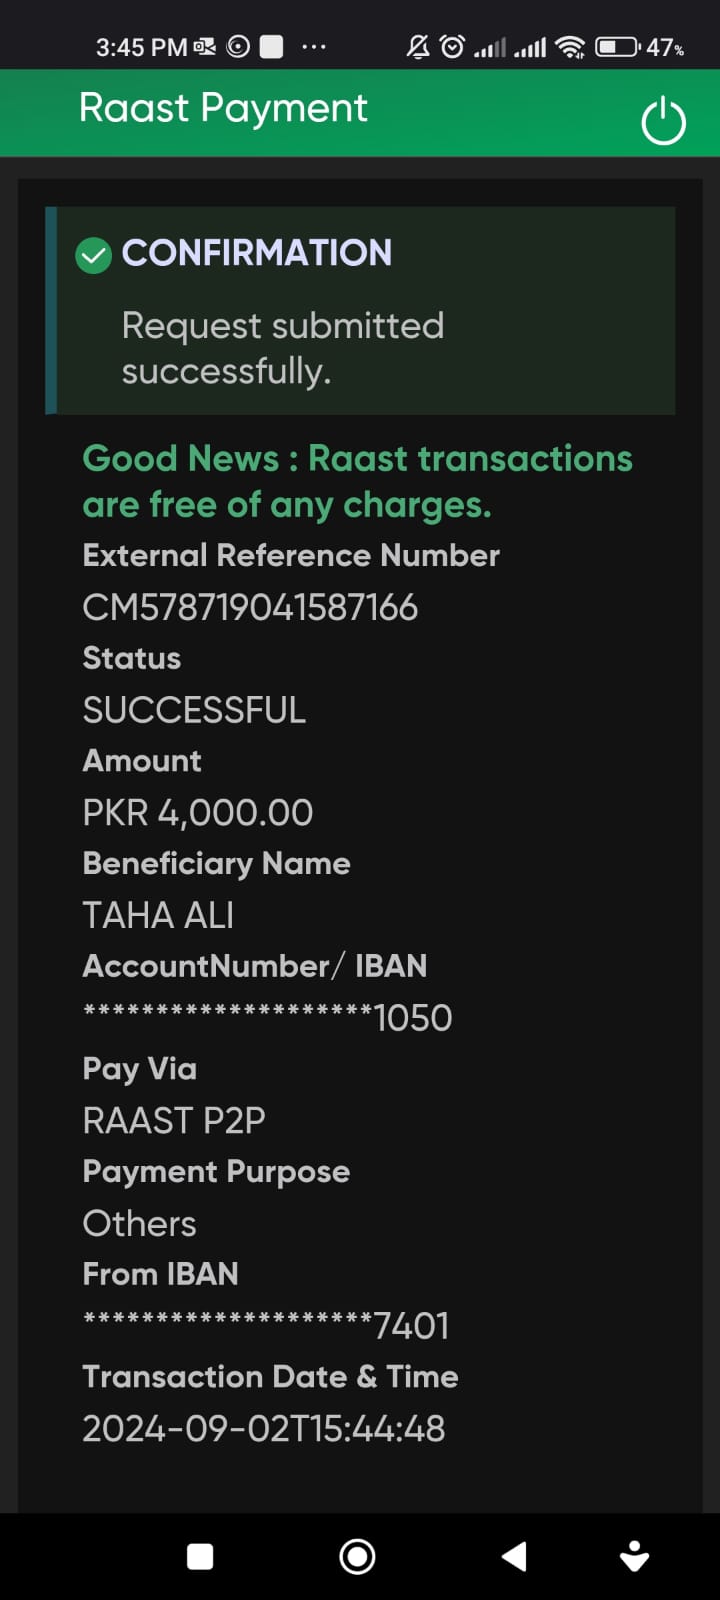 3:45 PM
47%
Raast Payment
CONFIRMATION
Request submitted
successfully.
Good News : Raast transactions
are free of any charges.
External Reference Number
CM578719041587166
Status
SUCCESSFUL
Amount
PKR 4,000.00
Beneficiary Name
TAHA ALI
AccountNumber/ IBAN
********************1050
Pay Via
RAAST P2P
Payment Purpose
Others
From IBAN
********************7401
Transaction Date & Time
2024-09-02T15:44:48